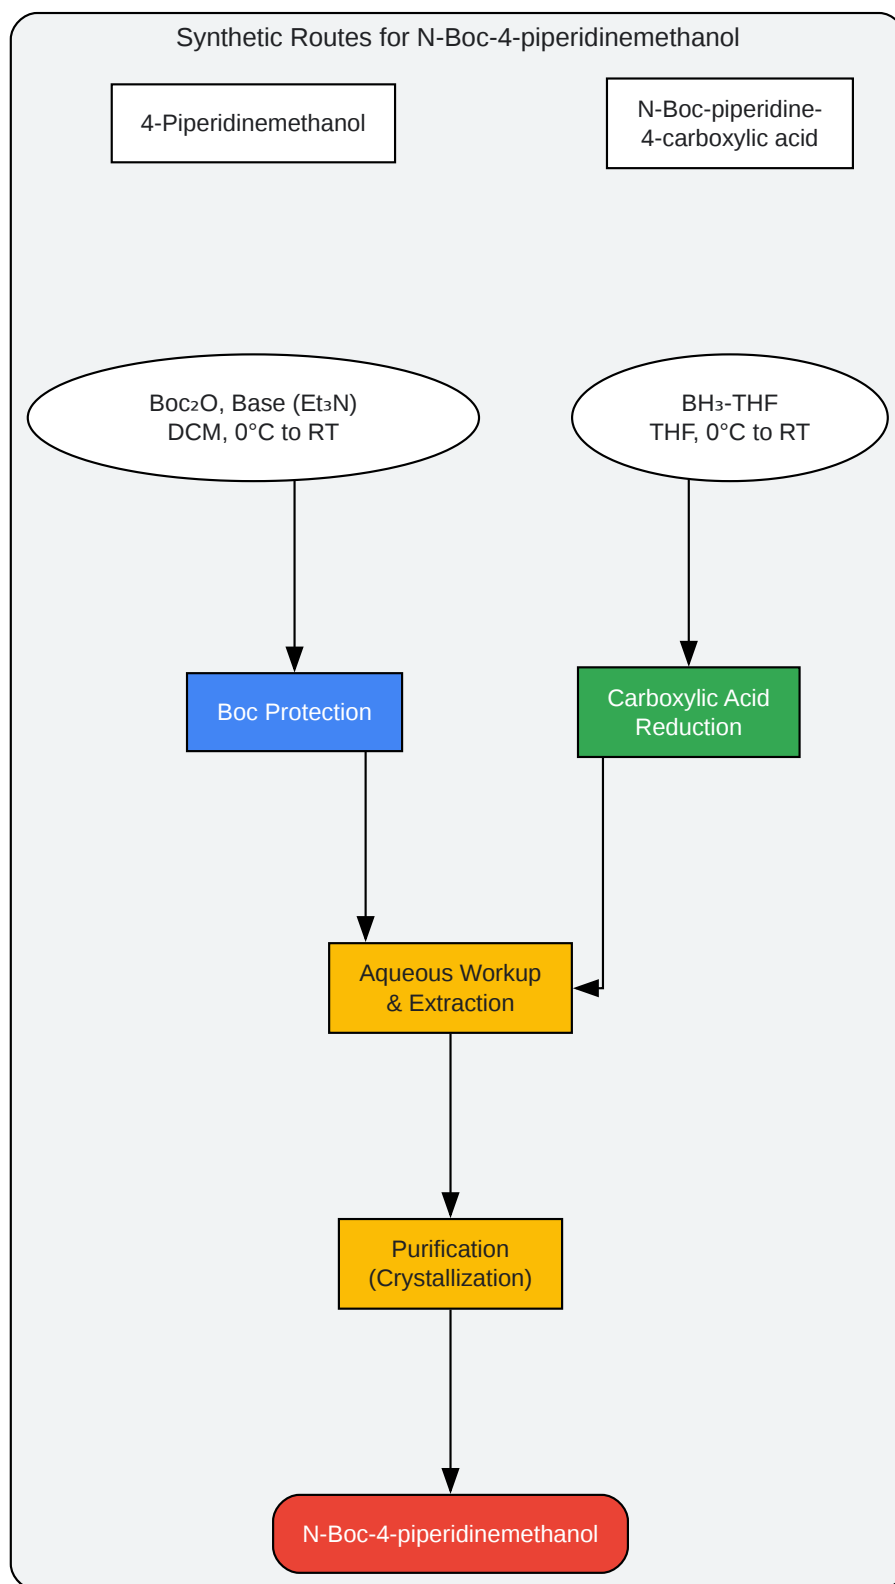 Synthetic Routes for N-Boc-4-piperidinemethanol
4-Piperidinemethanol
N-Boc-piperidine-
4-carboxylic acid
Boc₂O, Base (Et₃N)
DCM, 0°C to RT
BH₃-THF
THF, 0°C to RT
Boc Protection
Carboxylic Acid
Reduction
Aqueous Workup
& Extraction
Purification
(Crystallization)
N-Boc-4-piperidinemethanol